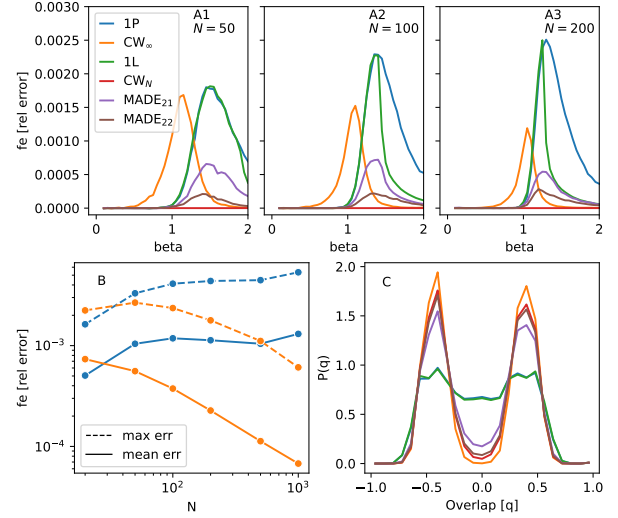 A1
N = 50
A2
N = 100
A3
N = 200
fe [rel error]
0.0030
0.0025
0.0020
0.0015
0.0010
0.0005
0.0000
1P
CW∞
1L
CW_N
MADE₂₁
MADE₂₂
0
1
2
beta
0
1
2
beta
0
1
2
beta
B
fe [rel error]
10⁻³
10⁻⁴
max err
mean err
10²
10³
N
C
P(q)
2.0
1.5
1.0
0.5
0.0
−1.0
−0.5
0.0
0.5
1.0
Overlap [q]